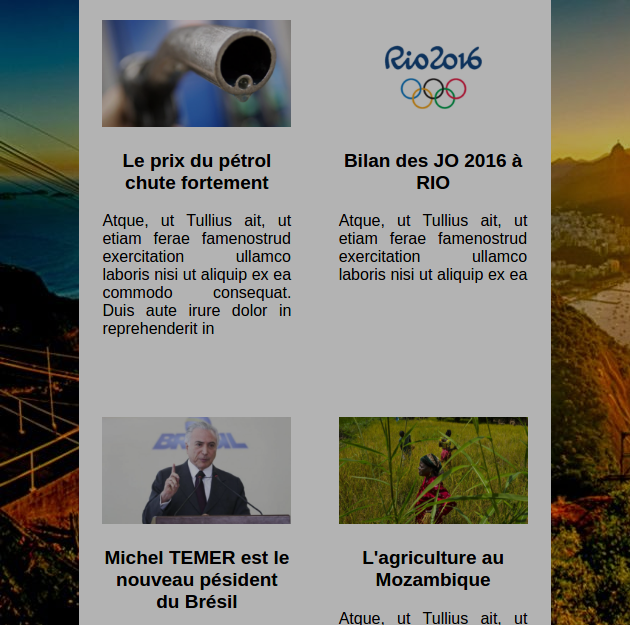 Rio2016
Le prix du pétrol
chute fortement
Bilan des JO 2016 à
RIO
Atque, ut Tullius ait, ut
etiam ferae famenostrud
exercitation ullamco
laboris nisi ut aliquip ex ea
commodo consequat.
Duis aute irure dolor in
reprehenderit in
Atque, ut Tullius ait, ut
etiam ferae famenostrud
exercitation ullamco
laboris nisi ut aliquip ex ea
Michel TEMER est le
nouveau pésident
du Brésil
L'agriculture au
Mozambique
Atque, ut Tullius ait, ut